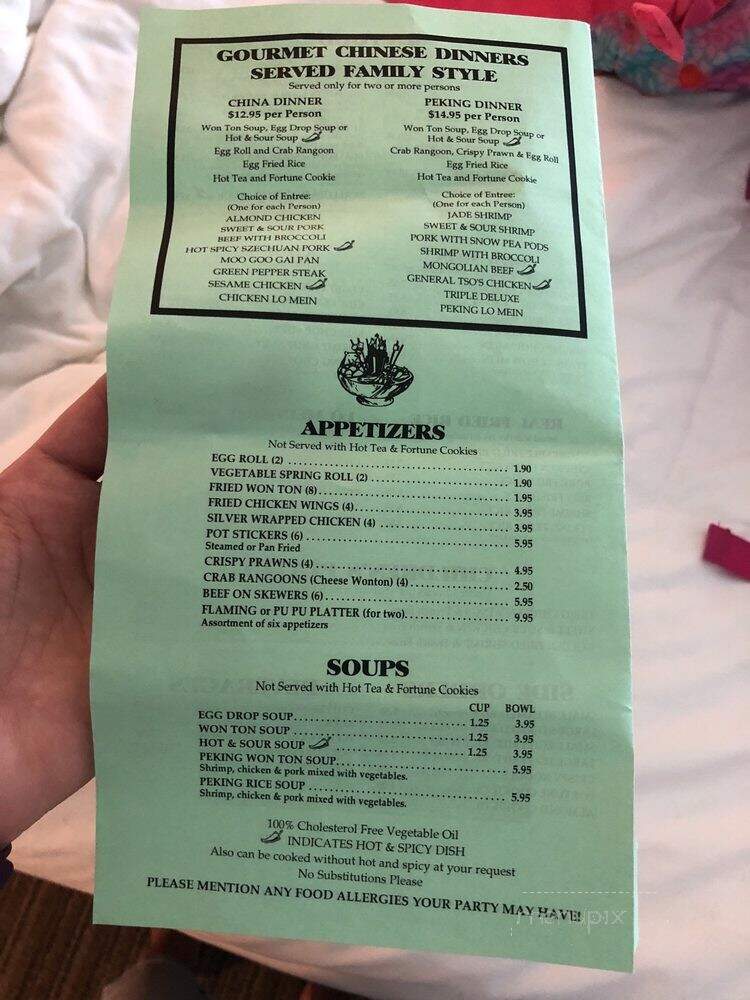 GOURMET CHINESE DINNERS
SERVED FAMILY STYLE
Served only for two or more persons
CHINA DINNER
$12.95 per Person
Won Ton Soup, Egg Drop Soup or
Hot & Sour Soup
Egg Roll and Crab Rangoon
Egg Fried Rice
Hot Tea and Fortune Cookie
Choice of Entree:
(One for each Person)
ALMOND CHICKEN
SWEET & SOUR PORK
BEEF WITH BROCCOLI
HOT SPICY SZECHUAN PORK
MOO GOO GAI PAN
GREEN PEPPER STEAK
SESAME CHICKEN
CHICKEN LO MEIN
PEKING DINNER
$14.95 per Person
Won Ton Soup, Egg Drop Soup or
Hot & Sour Soup
Crab Rangoon, Crispy Prawn & Egg Roll
Egg Fried Rice
Hot Tea and Fortune Cookie
Choice of Entree:
(One for each Person)
JADE SHRIMP
SWEET & SOUR SHRIMP
PORK WITH SNOW PEA PODS
SHRIMP WITH BROCCOLI
MONGOLIAN BEEF
GENERAL TSO'S CHICKEN
TRIPLE DELUXE
PEKING LO MEIN
APPETIZERS
Not Served with Hot Tea & Fortune Cookies
EGG ROLL (2) 1.90
VEGETABLE SPRING ROLL (2) 1.90
FRIED WON TON (8) 1.95
FRIED CHICKEN WINGS (4) 3.95
SILVER WRAPPED CHICKEN (4) 3.95
POT STICKERS (6) 5.95
Steamed or Pan Fried
CRISPY PRAWNS (4) 4.95
CRAB RANGOONS (Cheese Wonton) (4) 2.50
BEEF ON SKEWERS (6) 5.95
FLAMING or PU PU PLATTER (for two) 9.95
Assortment of six appetizers
SOUPS
Not Served with Hot Tea & Fortune Cookies
CUP BOWL
EGG DROP SOUP 1.25 3.95
WON TON SOUP 1.25 3.95
HOT & SOUR SOUP 1.25 3.95
PEKING WON TON SOUP 5.95
Shrimp, chicken & pork mixed with vegetables.
PEKING RICE SOUP 5.95
Shrimp, chicken & pork mixed with vegetables.
100% Cholesterol Free Vegetable Oil
INDICATES HOT & SPICY DISH
Also can be cooked without hot and spicy at your request
No Substitutions Please
PLEASE MENTION ANY FOOD ALLERGIES YOUR PARTY MAY HAVE!